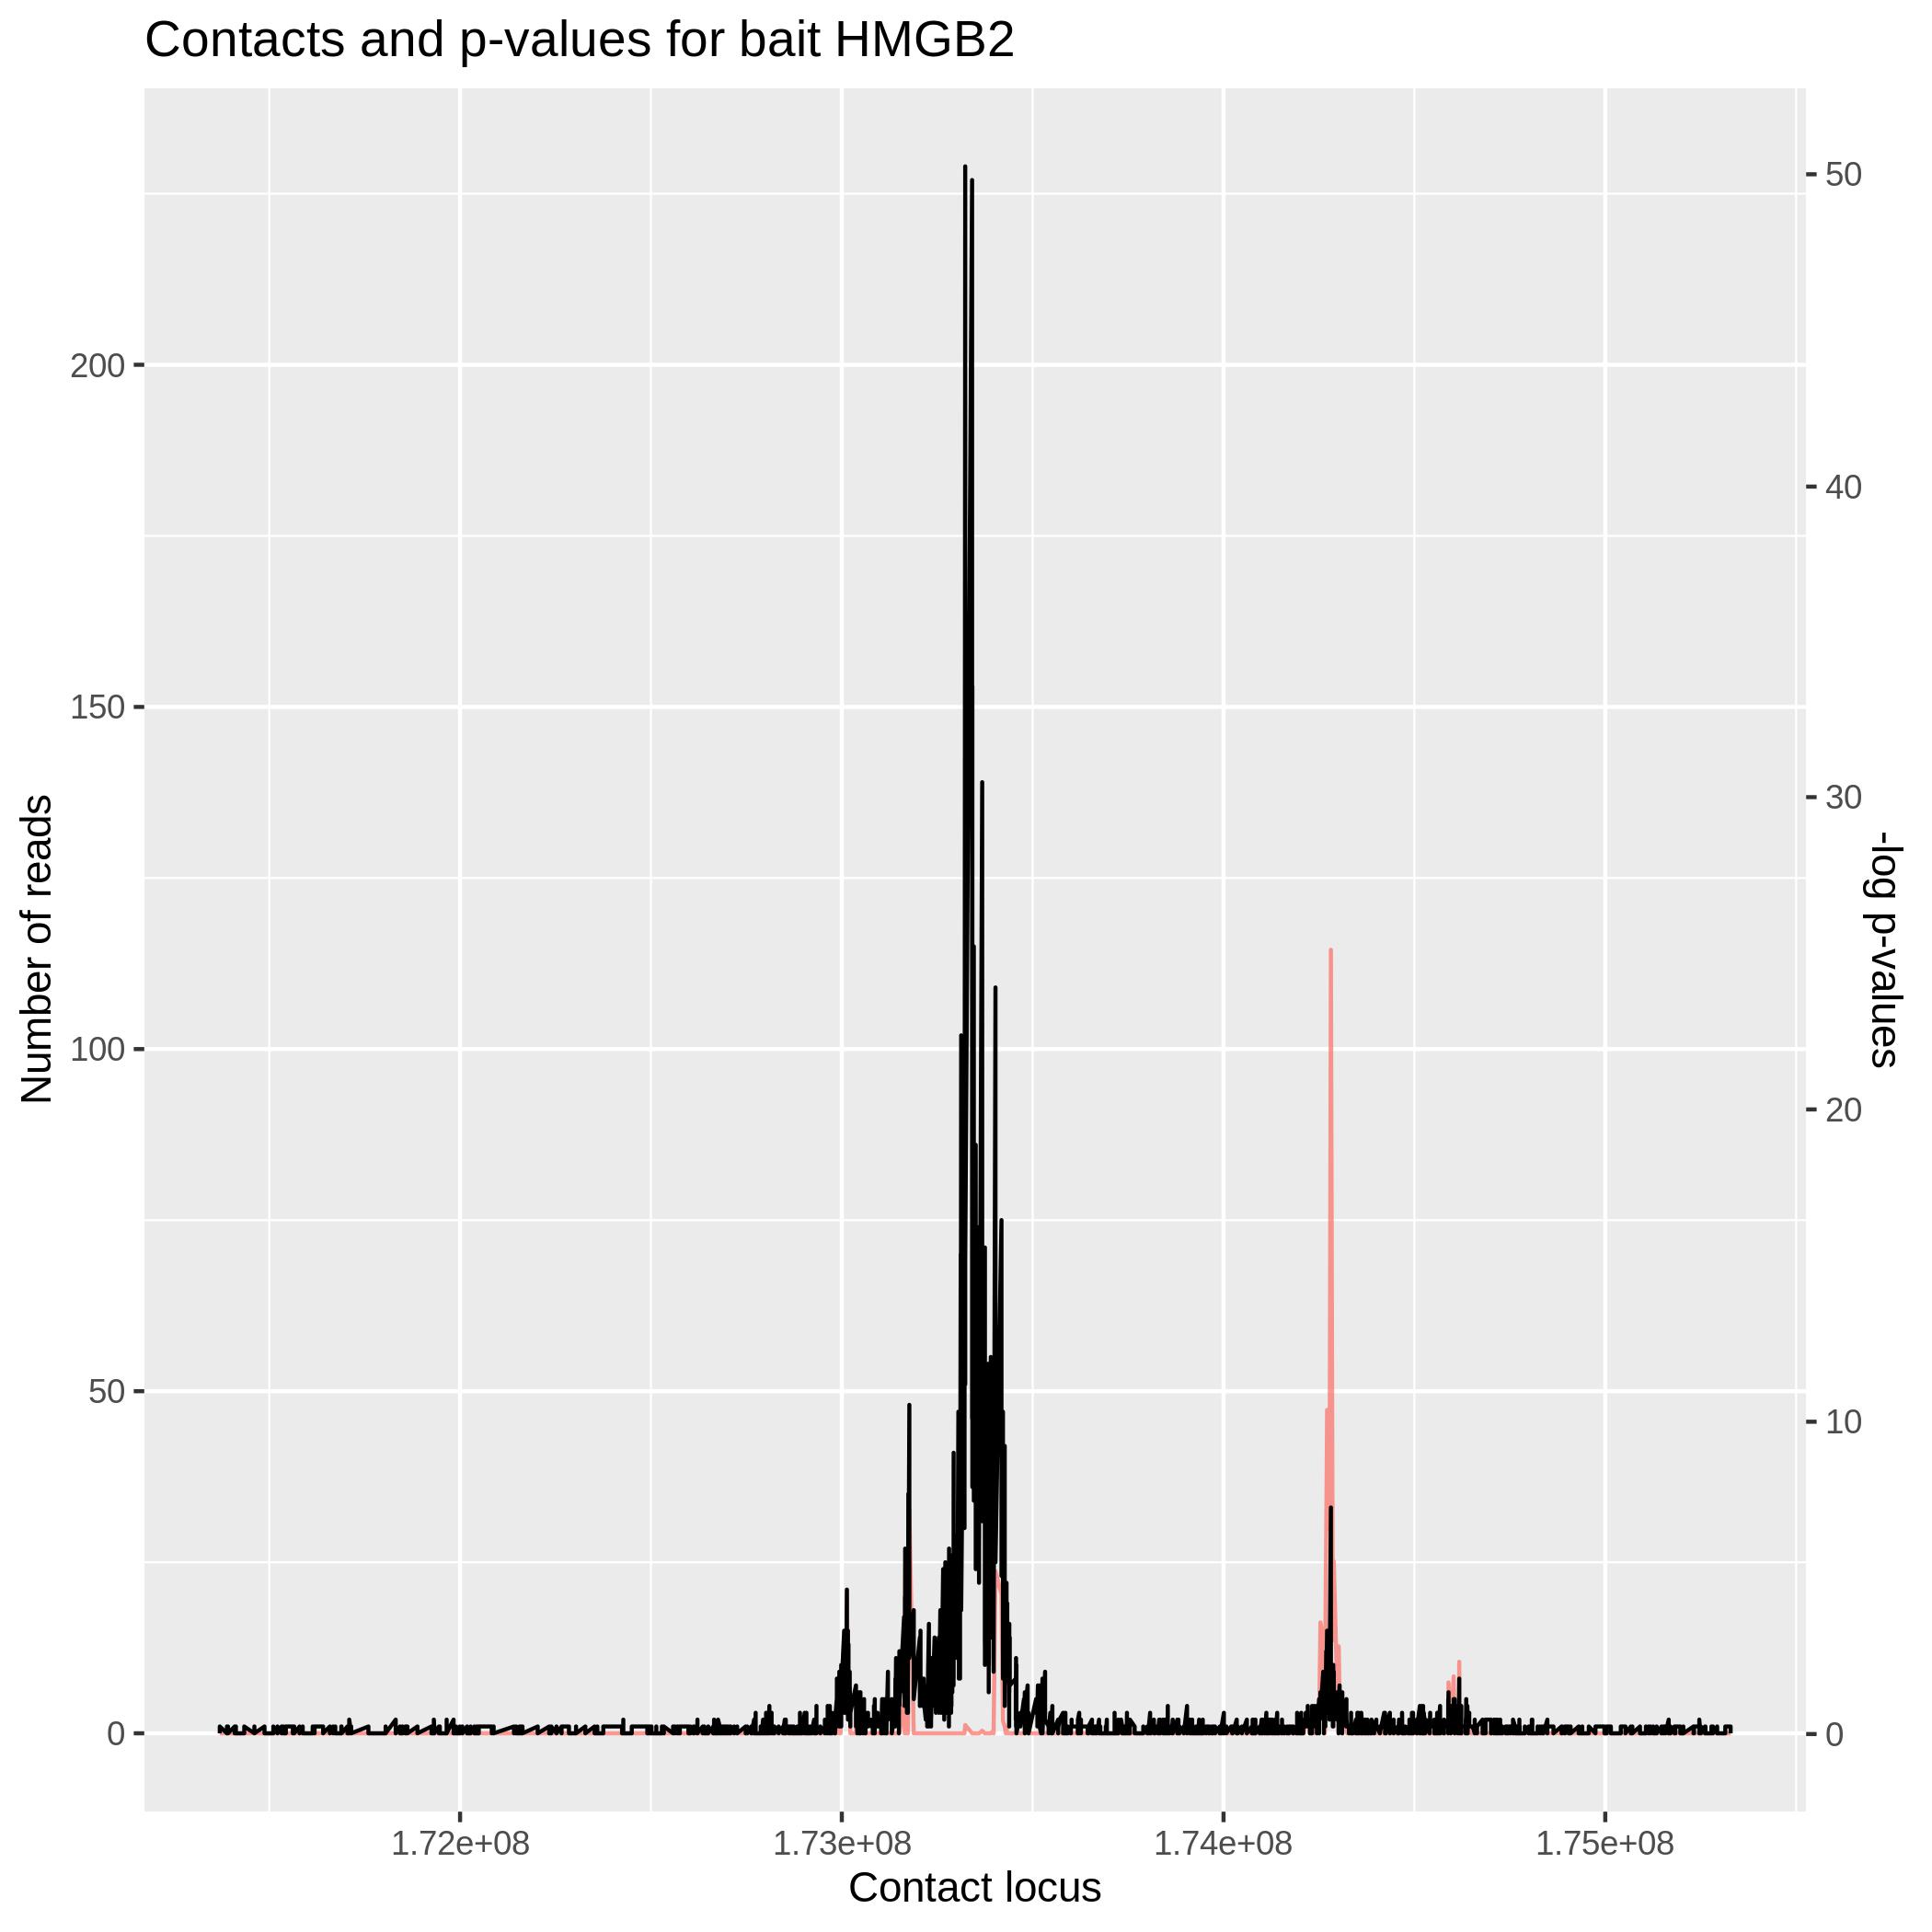 Contacts and p-values for bait HMGB2
50
200
40
150
30
100
20
50
10
0
0
Number of reads
-log p-values
1.72e+08
1.73e+08
1.74e+08
1.75e+08
Contact locus